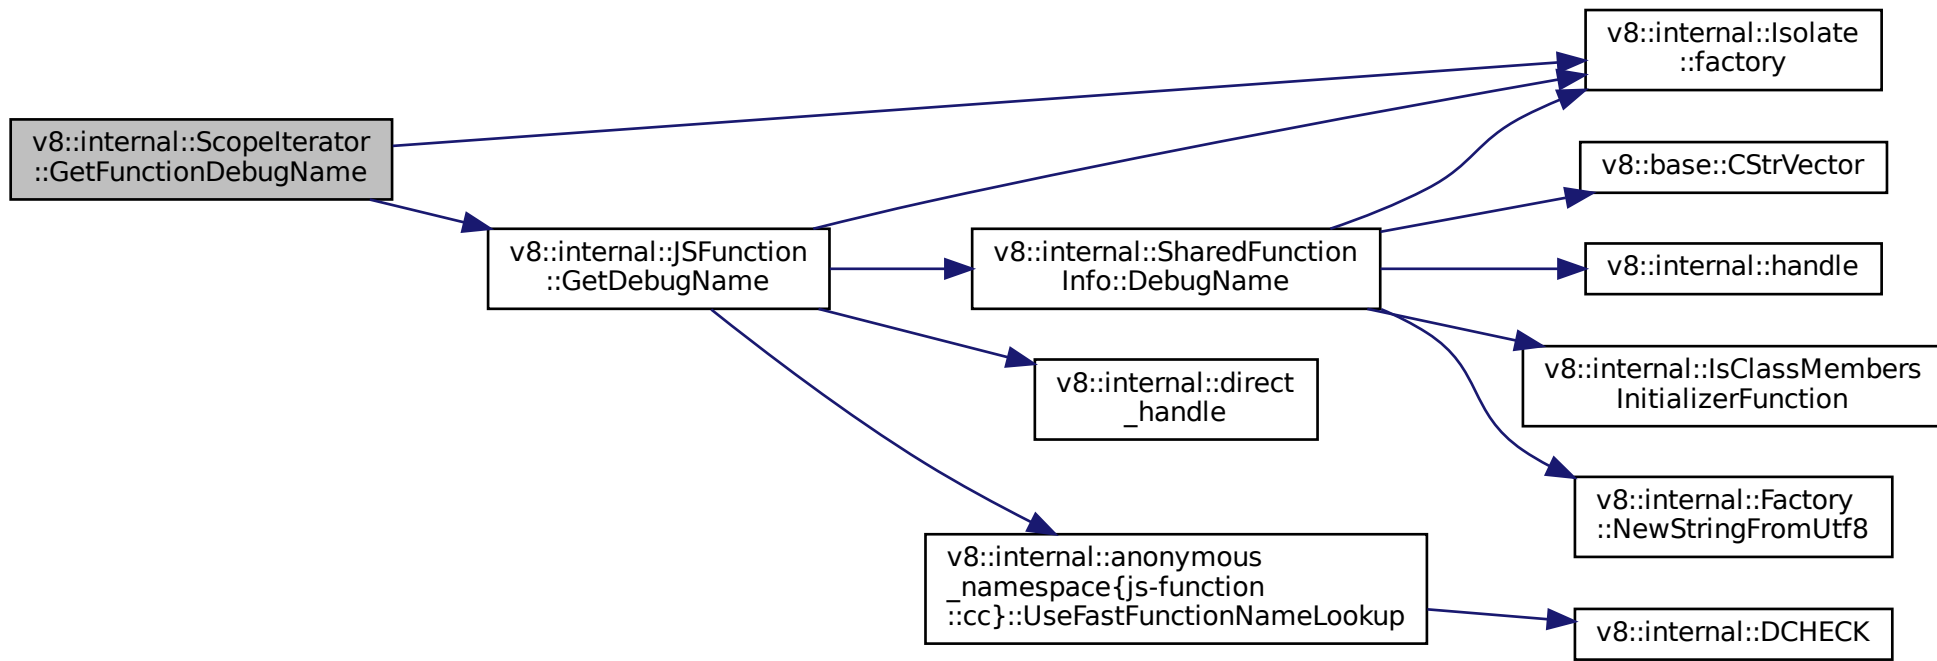 v8::internal::ScopeIterator
::GetFunctionDebugName
v8::internal::JSFunction
::GetDebugName
v8::internal::SharedFunction
Info::DebugName
v8::internal::direct
_handle
v8::internal::anonymous
_namespace{js-function
::cc}::UseFastFunctionNameLookup
v8::internal::Isolate
::factory
v8::base::CStrVector
v8::internal::handle
v8::internal::IsClassMembers
InitializerFunction
v8::internal::Factory
::NewStringFromUtf8
v8::internal::DCHECK